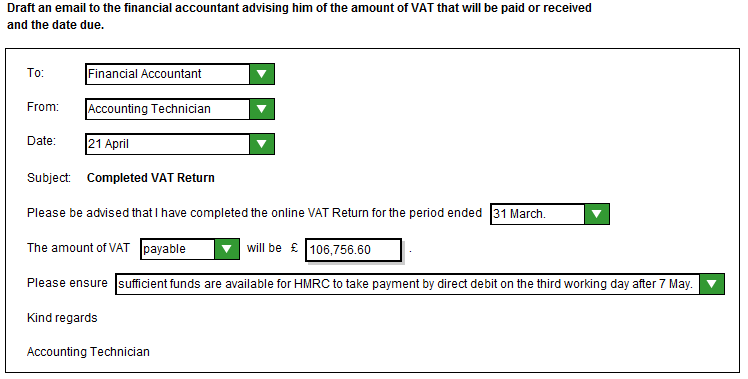 Draft an email to the financial accountant advising him of the amount of VAT that will be paid or received
and the date due.
To: Financial Accountant
From: Accounting Technician
Date: 21 April
Subject: Completed VAT Return
Please be advised that I have completed the online VAT Return for the period ended 31 March.
The amount of VAT payable will be £ 106,756.60 .
Please ensure sufficient funds are available for HMRC to take payment by direct debit on the third working day after 7 May.
Kind regards
Accounting Technician